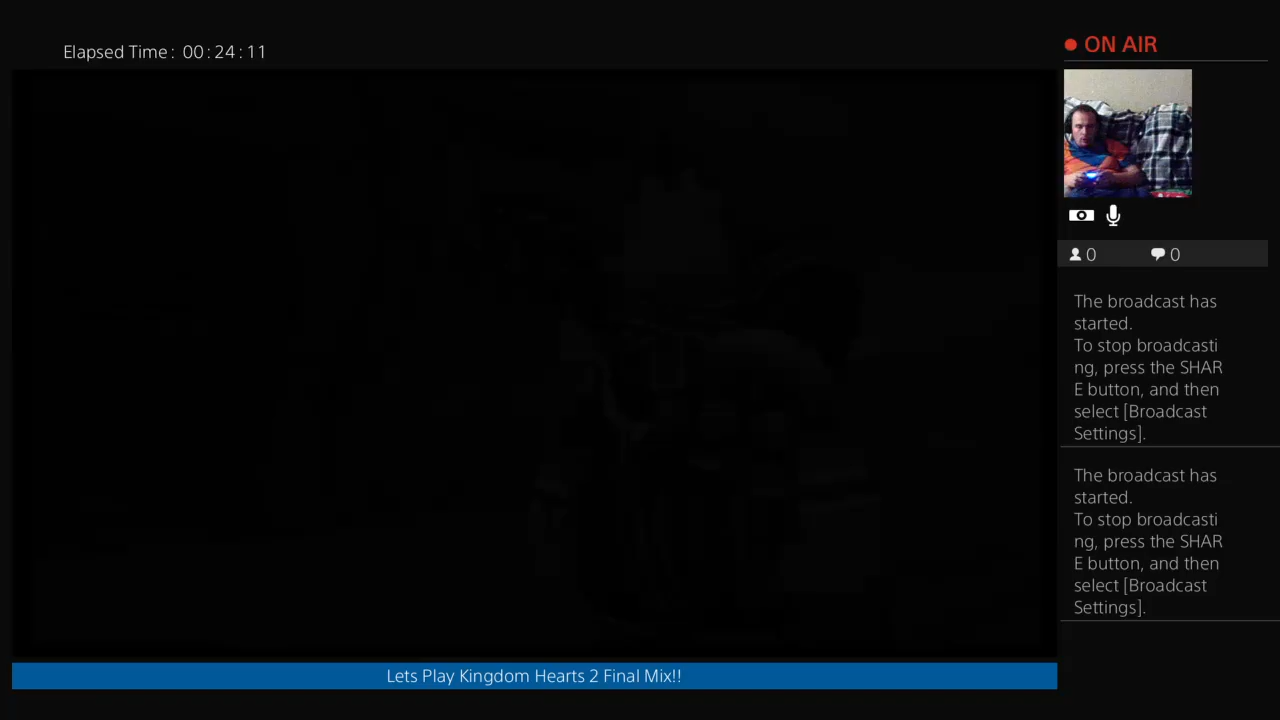 Elapsed Time: 00:24:11
ON AIR
0 0
The broadcast has
started.
To stop broadcasti
ng, press the SHAR
E button, and then
select [Broadcast
Settings].
The broadcast has
started.
To stop broadcasti
ng, press the SHAR
E button, and then
select [Broadcast
Settings].
Lets Play Kingdom Hearts 2 Final Mix!!